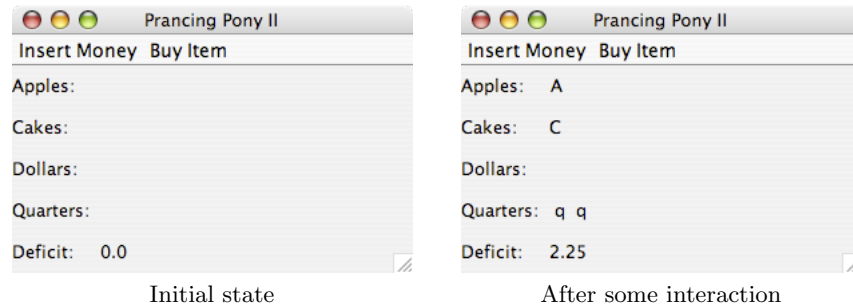 Prancing Pony II
Insert Money Buy Item
Apples:
Cakes:
Dollars:
Quarters:
Deficit: 0.0
Initial state
Prancing Pony II
Insert Money Buy Item
Apples: A
Cakes: C
Dollars:
Quarters: q q
Deficit: 2.25
After some interaction